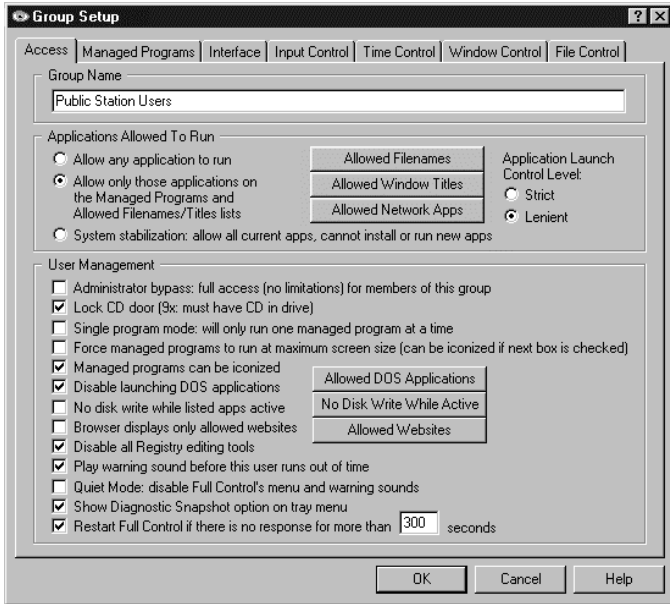 Group Setup
Access Managed Programs Interface Input Control Time Control Window Control File Control
Group Name
Public Station Users
Applications Allowed To Run
Allow any application to run
Allow only those applications on
the Managed Programs and
Allowed Filenames/Titles lists
System stabilization: allow all current apps, cannot install or run new apps
Allowed Filenames
Allowed Window Titles
Allowed Network Apps
Application Launch
Control Level:
Strict
Lenient
User Management
Administrator bypass: full access (no limitations) for members of this group
Lock CD door (9x: must have CD in drive)
Single program mode: will only run one managed program at a time
Force managed programs to run at maximum screen size (can be iconized if next box is checked)
Managed programs can be iconized
Disable launching DOS applications
No disk write while listed apps active
Browser displays only allowed websites
Allowed DOS Applications
No Disk Write While Active
Allowed Websites
Disable all Registry editing tools
Play warning sound before this user runs out of time
Quiet Mode: disable Full Control's menu and warning sounds
Show Diagnostic Snapshot option on tray menu
Restart Full Control if there is no response for more than 300 seconds
OK Cancel Help